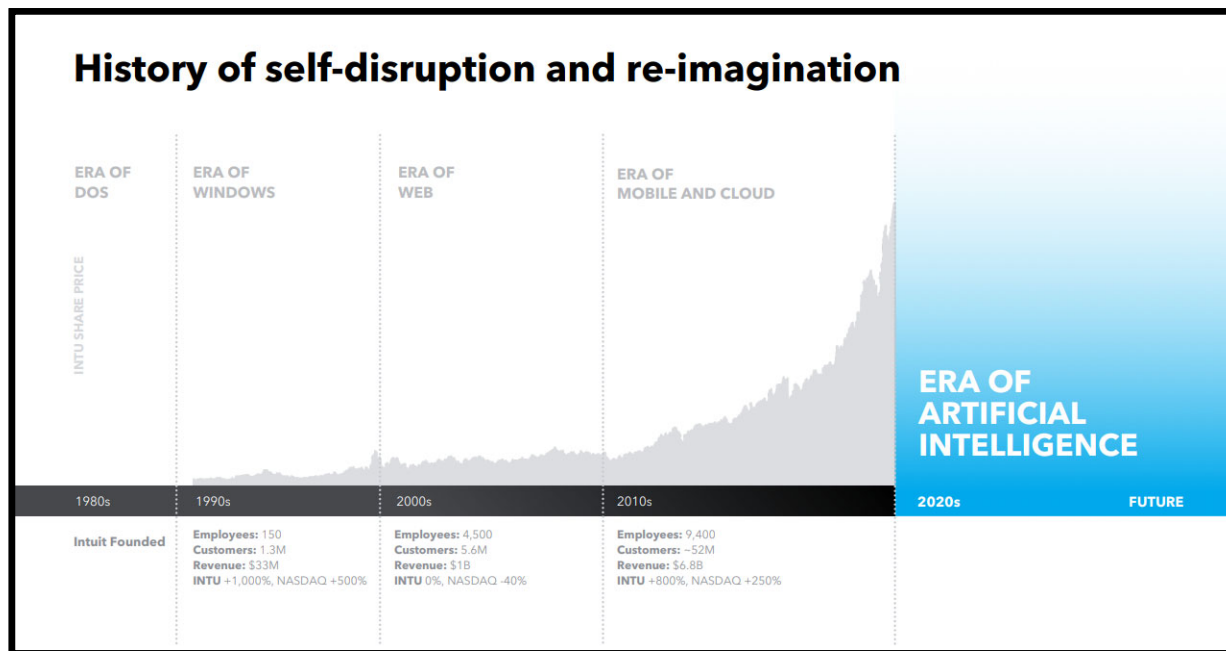 History of self-disruption and re-imagination
ERA OF
DOS
ERA OF
WINDOWS
ERA OF
WEB
ERA OF
MOBILE AND CLOUD
INTU SHARE PRICE
ERA OF
ARTIFICIAL
INTELLIGENCE
1980s
1990s
2000s
2010s
2020s
FUTURE
Intuit Founded
Employees: 150
Customers: 1.3M
Revenue: $33M
INTU +1,000%, NASDAQ +500%
Employees: 4,500
Customers: 5.6M
Revenue: $1B
INTU 0%, NASDAQ -40%
Employees: 9,400
Customers: ~52M
Revenue: $6.8B
INTU +800%, NASDAQ +250%